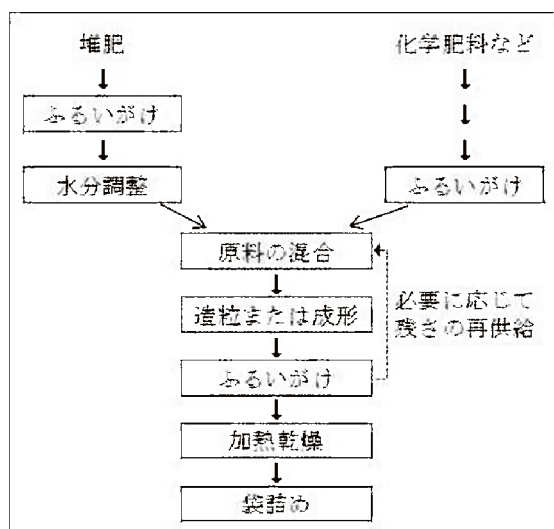 堆肥
化学肥料など
ふるいがけ
水分調整
ふるいがけ
原料の混合
必要に応じて
残さの再供給
造粒または成形
ふるいがけ
加熱乾燥
袋詰め